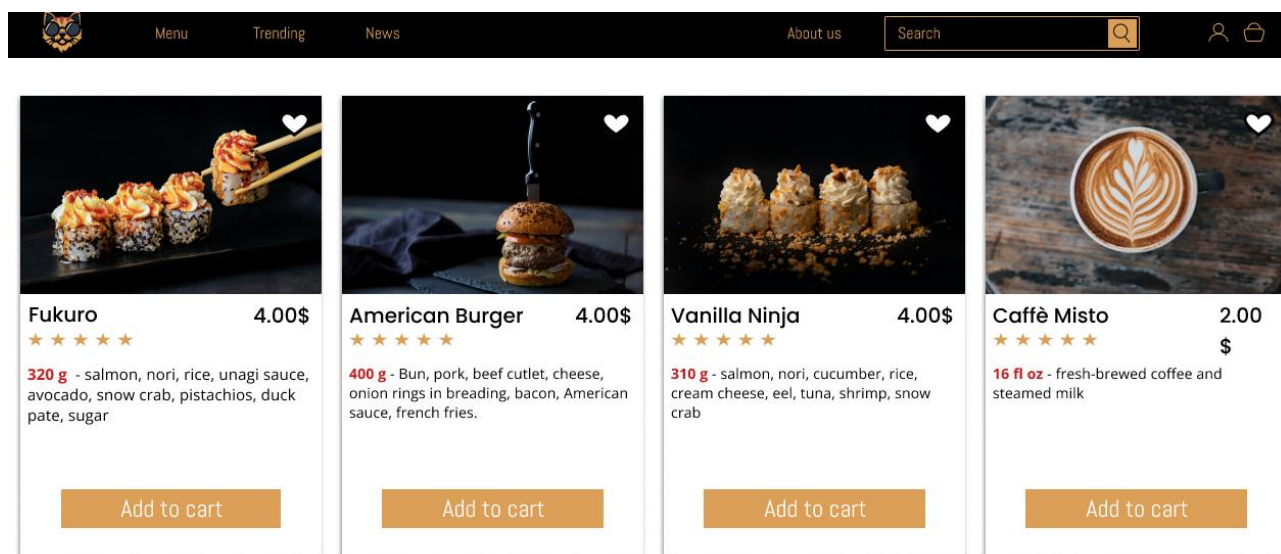 Menu Trending News About us Search
Fukuro 4.00$
320 g - salmon, nori, rice, unagi sauce,
avocado, snow crab, pistachios, duck
pate, sugar
Add to cart
American Burger 4.00$
400 g - Bun, pork, beef cutlet, cheese,
onion rings in breading, bacon, American
sauce, french fries.
Add to cart
Vanilla Ninja 4.00$
310 g - salmon, nori, cucumber, rice,
cream cheese, eel, tuna, shrimp, snow
crab
Add to cart
Caffè Misto 2.00
$
16 fl oz - fresh-brewed coffee and
steamed milk
Add to cart